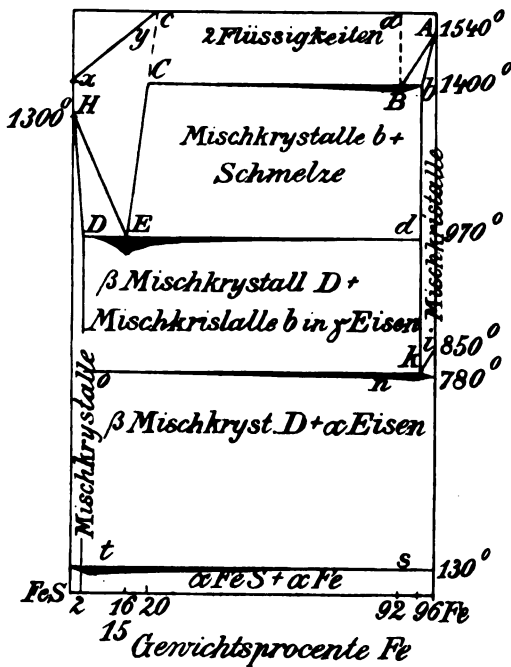 y c a A
2 Flüssigkeiten 1540°
x C B b 1400°
1300° H
Mischkrystalle b +
Schmelze
Mischkristalle
D E d 970°
β Mischkrystall D +
Mischkrislalle b in γ Eisen
i 850°
k
o n 780°
β Mischkryst. D + α Eisen
Mischkrystalle
t s 130°
α FeS + α Fe
FeS 2 16 20 92 96 Fe
15
Gewichtsprocente Fe